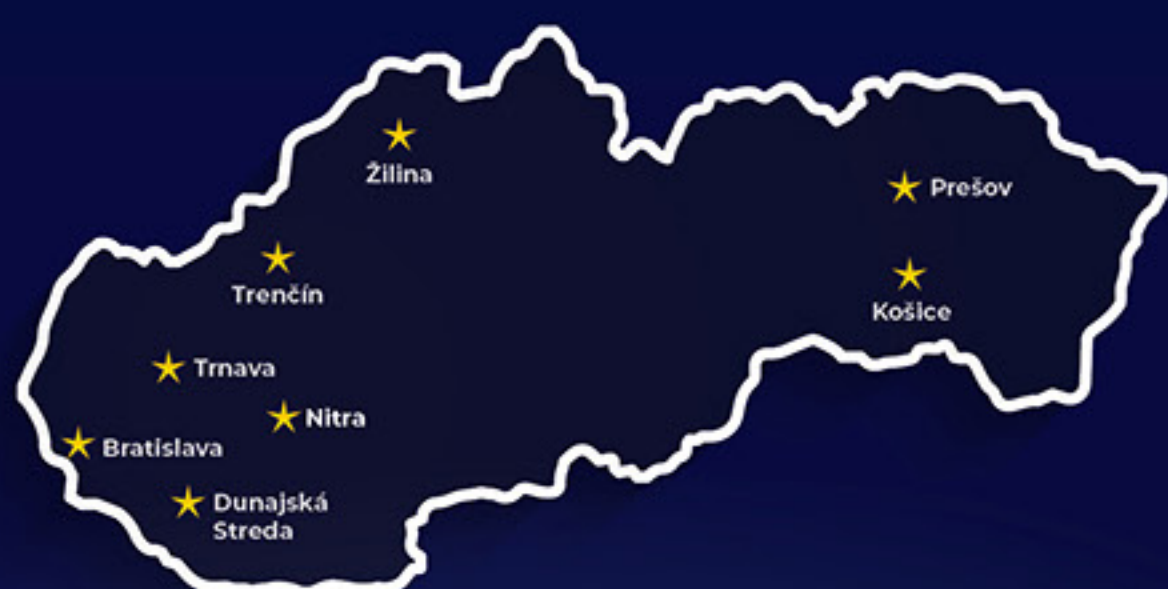 Žilina
Prešov
Trenčín
Košice
Trnava
Nitra
Bratislava
Dunajská
Streda